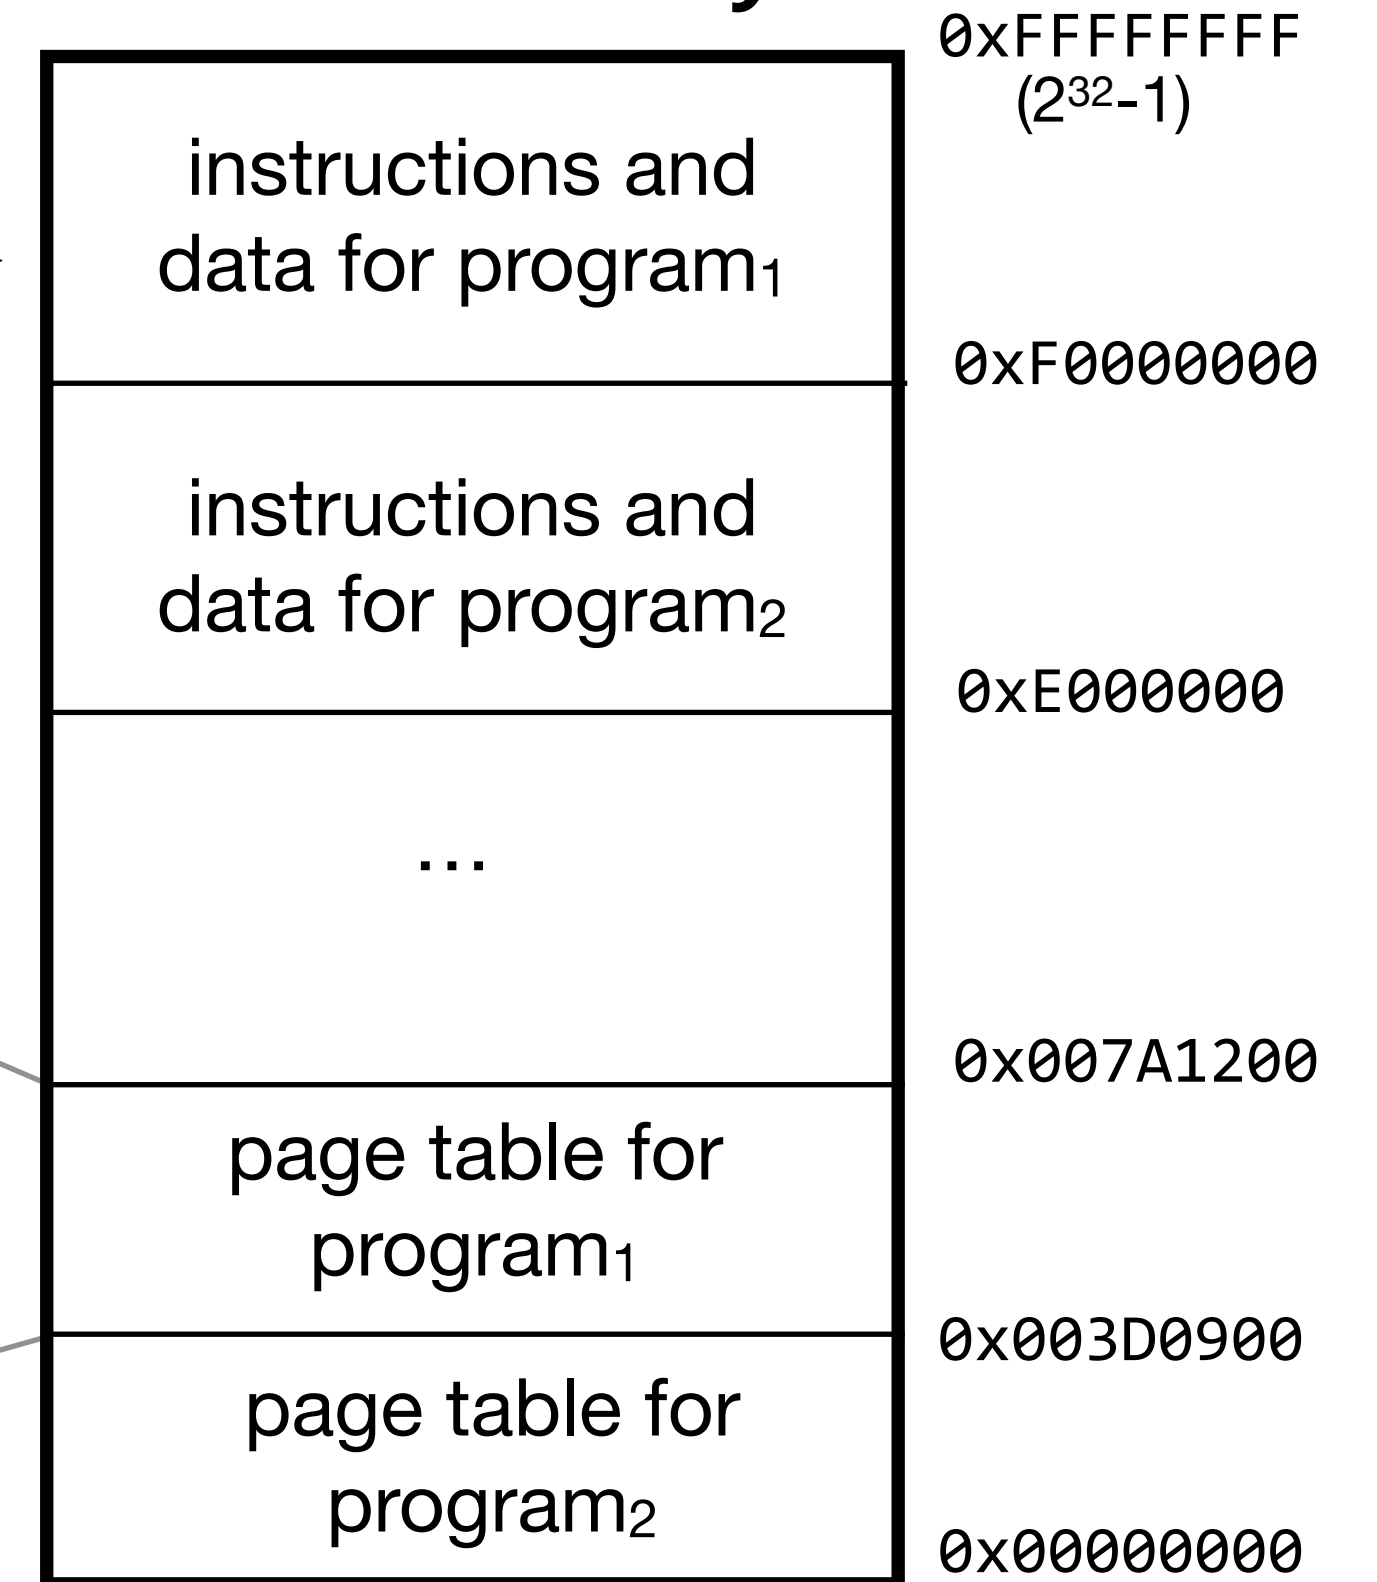 0xFFFFFFFF
(2³²-1)
instructions and
data for program₁
0xF0000000
instructions and
data for program₂
0xE000000
...
0x007A1200
page table for
program₁
0x003D0900
page table for
program₂
0x00000000